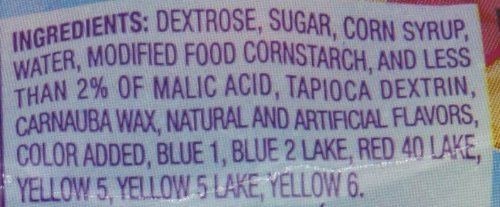 INGREDIENTS: DEXTROSE, SUGAR, CORN SYRUP,
WATER, MODIFIED FOOD CORNSTARCH, AND LESS
THAN 2% OF MALIC ACID, TAPIOCA DEXTRIN,
CARNAUBA WAX, NATURAL AND ARTIFICIAL FLAVORS,
COLOR ADDED, BLUE 1, BLUE 2 LAKE, RED 40 LAKE,
YELLOW 5, YELLOW 5 LAKE, YELLOW 6.